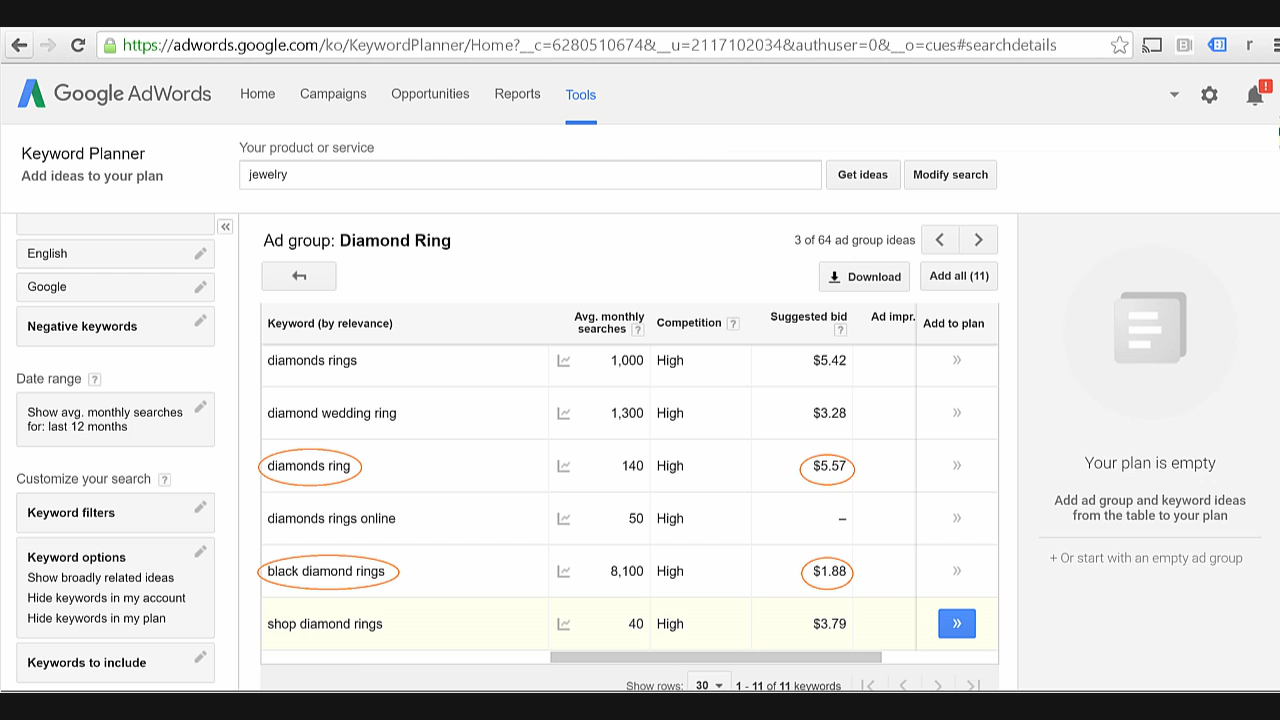 https://adwords.google.com/ko/KeywordPlanner/Home?__c=6280510674&__u=2117102034&authuser=0&__o=cues#searchdetails
Google AdWords
Home Campaigns Opportunities Reports Tools
Keyword Planner
Add ideas to your plan
Your product or service
jewelry
Get ideas
Modify search
English
Google
Negative keywords
Date range ?
Show avg. monthly searches
for: last 12 months
Customize your search ?
Keyword filters
Keyword options
Show broadly related ideas
Hide keywords in my account
Hide keywords in my plan
Keywords to include
Ad group: Diamond Ring
3 of 64 ad group ideas
Download
Add all (11)
Keyword (by relevance)
Avg. monthly
searches ?
Competition ?
Suggested bid
?
Ad impr.
Add to plan
diamonds rings 1,000 High $5.42 »
diamond wedding ring 1,300 High $3.28 »
diamonds ring 140 High $5.57 »
diamonds rings online 50 High – »
black diamond rings 8,100 High $1.88 »
shop diamond rings 40 High $3.79 »
Show rows: 30 1 - 11 of 11 keywords
Your plan is empty
Add ad group and keyword ideas
from the table to your plan
+ Or start with an empty ad group